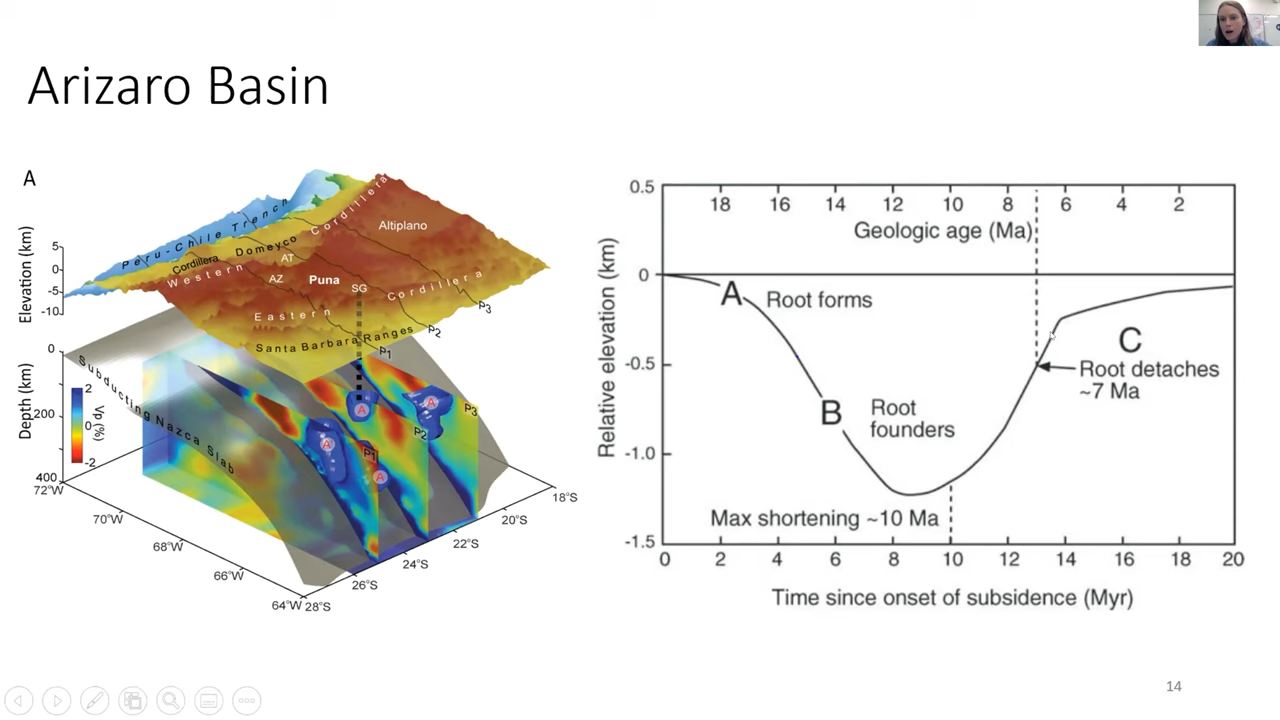 Arizaro Basin
A
Elevation (km)
5
0
-5
-10
Peru-Chile Trench
Cordillera Domeyco
Western Cordillera
Altiplano
AT
AZ
Puna
SG
Eastern Cordillera
Santa Barbara Ranges
P1
P2
P3
Depth (km)
0
200
400
Subducting Nazca Slab
2
0
-2
Vp(%)
A
A
A
A
P1
P2
P3
72°W
70°W
68°W
66°W
64°W
28°S
26°S
24°S
22°S
20°S
18°S
Relative elevation (km)
0.5
0
-0.5
-1.0
-1.5
18 16 14 12 10 8 6 4 2
Geologic age (Ma)
A
Root forms
B
Root
founders
C
Root detaches
~7 Ma
Max shortening ~10 Ma
0 2 4 6 8 10 12 14 16 18 20
Time since onset of subsidence (Myr)
14